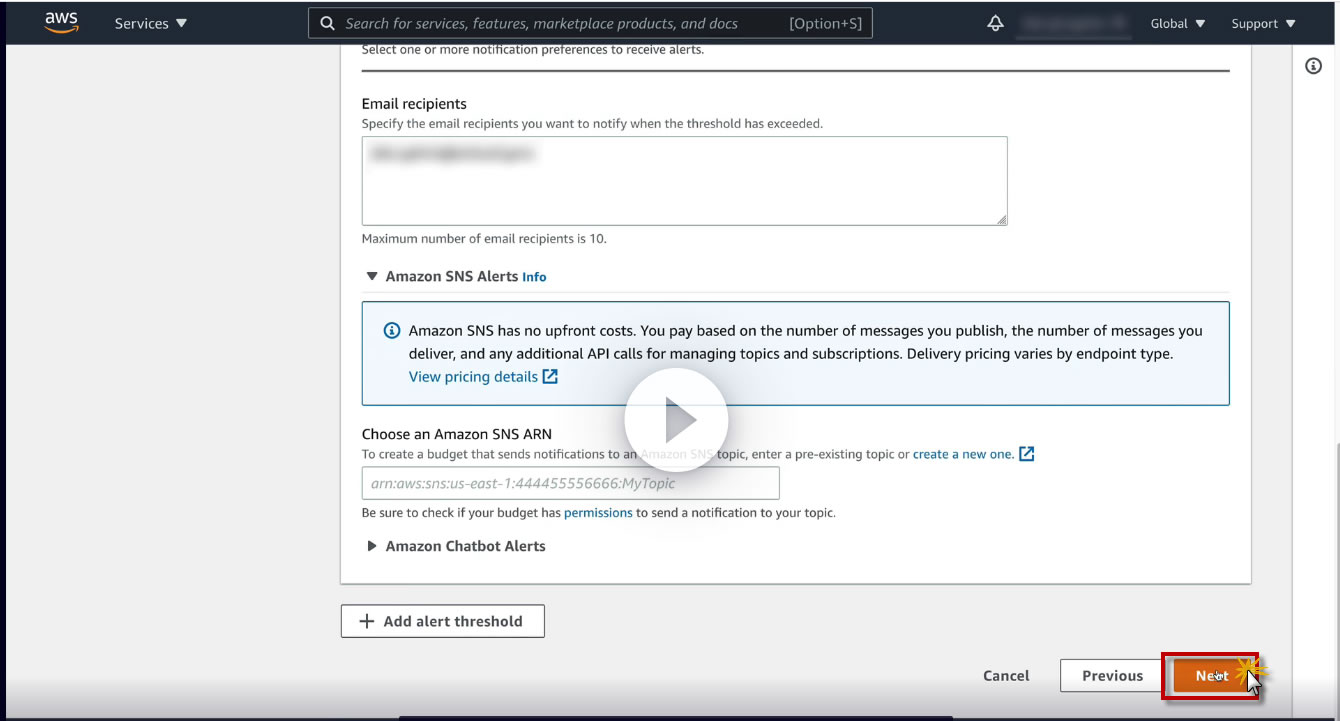 aws Services Search for services, features, marketplace products, and docs [Option+S] Global Support
Select one or more notification preferences to receive alerts.
Email recipients
Specify the email recipients you want to notify when the threshold has exceeded.
Maximum number of email recipients is 10.
Amazon SNS Alerts Info
Amazon SNS has no upfront costs. You pay based on the number of messages you publish, the number of messages you
deliver, and any additional API calls for managing topics and subscriptions. Delivery pricing varies by endpoint type.
View pricing details
Choose an Amazon SNS ARN
To create a budget that sends notifications to an Amazon SNS topic, enter a pre-existing topic or create a new one.
arn:aws:sns:us-east-1:444455556666:MyTopic
Be sure to check if your budget has permissions to send a notification to your topic.
Amazon Chatbot Alerts
Add alert threshold
Cancel Previous Next